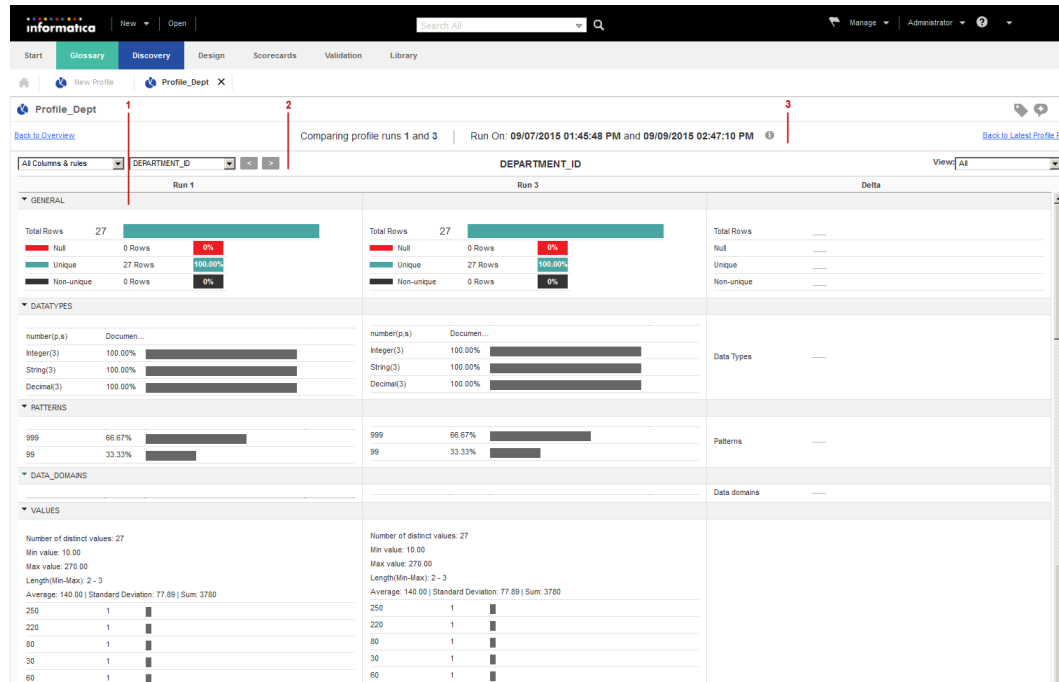 informatica New Open Search All Manage Administrator ?
Start Glossary Discovery Design Scorecards Validation Library
New Profile Profile_Dept X
Profile_Dept 1 2 3
Back to Overview Comparing profile runs 1 and 3 Run On: 09/07/2015 01:45:48 PM and 09/09/2015 02:47:10 PM Back to Latest Profile
All Columns & rules DEPARTMENT_ID < > DEPARTMENT_ID View: All
Run 1 Run 3 Delta
GENERAL
Total Rows 27 Total Rows 27 Total Rows
Null 0 Rows 0% Null 0 Rows 0% Null
Unique 27 Rows 100.00% Unique 27 Rows 100.00% Unique
Non-unique 0 Rows 0% Non-unique 0 Rows 0% Non-unique
DATATYPES
number(p,s) Documen... number(p,s) Documen...
Integer(3) 100.00% Integer(3) 100.00%
String(3) 100.00% String(3) 100.00% Data Types
Decimal(3) 100.00% Decimal(3) 100.00%
PATTERNS
999 66.67% 999 66.67% Patterns
99 33.33% 99 33.33%
DATA_DOMAINS
Data domains
VALUES
Number of distinct values: 27 Number of distinct values: 27
Min value: 10.00 Min value: 10.00
Max value: 270.00 Max value: 270.00
Length(Min-Max): 2 - 3 Length(Min-Max): 2 - 3
Average: 140.00 | Standard Deviation: 77.89 | Sum: 3780 Average: 140.00 | Standard Deviation: 77.89 | Sum: 3780
250 1 250 1
220 1 220 1
80 1 80 1
30 1 30 1
60 1 60 1